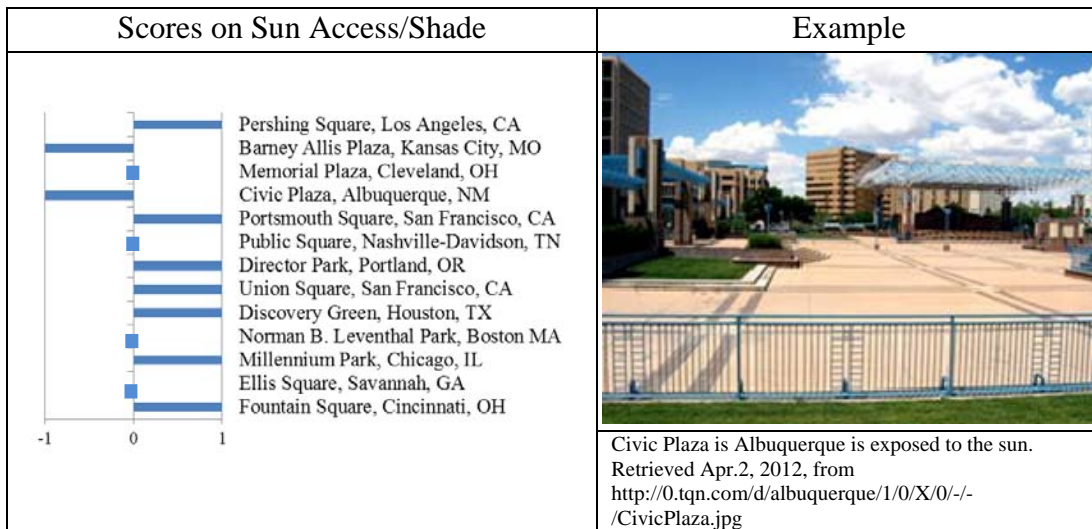 Scores on Sun Access/Shade
Example
Pershing Square, Los Angeles, CA
Barney Allis Plaza, Kansas City, MO
Memorial Plaza, Cleveland, OH
Civic Plaza, Albuquerque, NM
Portsmouth Square, San Francisco, CA
Public Square, Nashville-Davidson, TN
Director Park, Portland, OR
Union Square, San Francisco, CA
Discovery Green, Houston, TX
Norman B. Leventhal Park, Boston MA
Millennium Park, Chicago, IL
Ellis Square, Savannah, GA
Fountain Square, Cincinnati, OH
-1 0 1
Civic Plaza is Albuquerque is exposed to the sun.
Retrieved Apr.2, 2012, from
http://0.tqn.com/d/albuquerque/1/0/X/0/-/-
/CivicPlaza.jpg